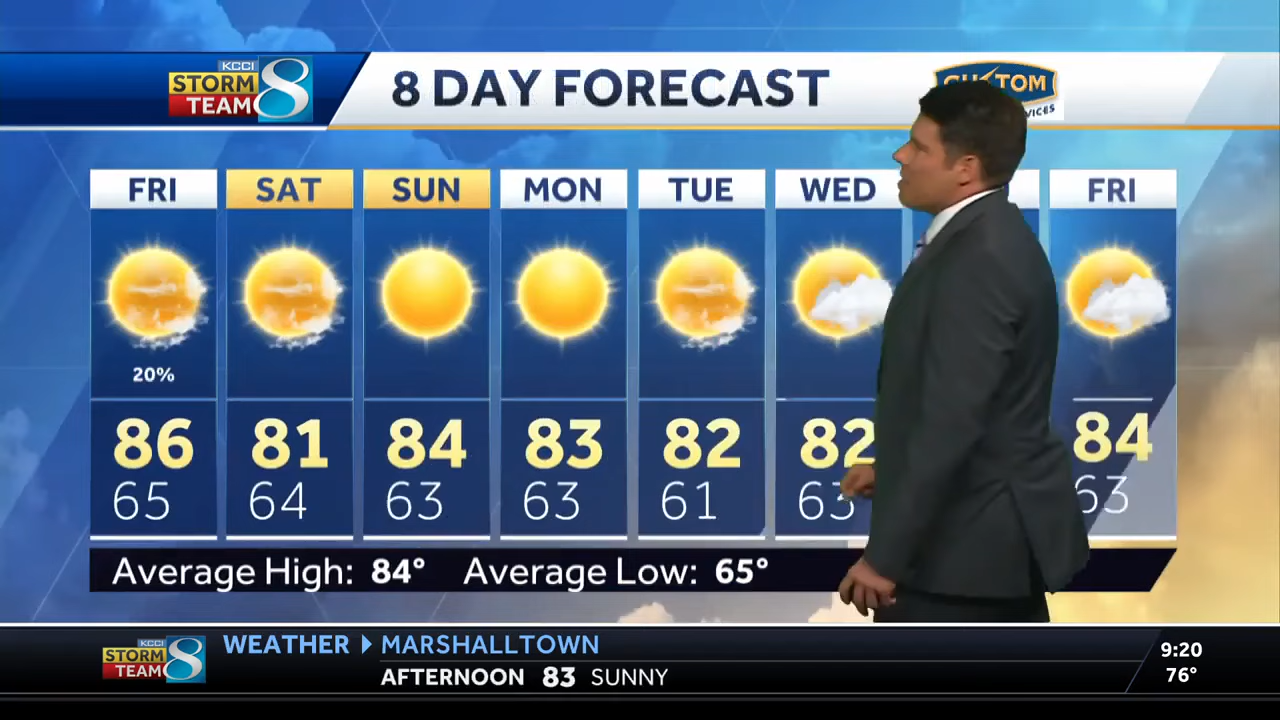 KCCI
STORM
TEAM 8
8 DAY FORECAST
FRI SAT SUN MON TUE WED FRI
20%
86 81 84 83 82 82 84
65 64 63 63 61 63 63
Average High: 84° Average Low: 65°
KCCI
STORM
TEAM 8
WEATHER MARSHALLTOWN
AFTERNOON 83 SUNNY
9:20
76°